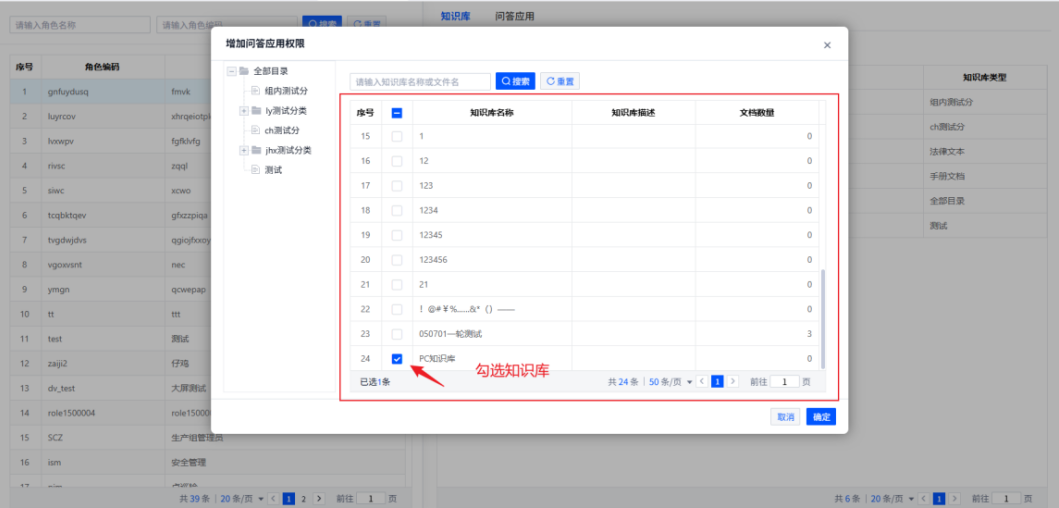 知识库 问答应用
请输入角色名称 请输入角色编码 搜索 重置
增加问答应用权限
全部目录
组内测试分
ly测试分类
ch测试分
jhx测试分类
测试
请输入知识库名称或文件名 搜索 重置
序号 知识库名称 知识库描述 文档数量
15 1 0
16 12 0
17 123 0
18 1234 0
19 12345 0
20 123456 0
21 21 0
22 ！@#￥%……&*（）—— 0
23 050701一轮测试 3
24 PC知识库 0
勾选知识库
已选1条 共 24 条 50 条/页 1 前往 1 页
取消 确定
序号 角色编码
1 gnfuydusq fmvk
2 luyrcov
3 fgfklvfg
4 rivsc zqql
5 siwc xcwo
6 tcqbktqev gfxzzpiqa
7 tvgdwjdvs qgiojfxxoy
8 vgoxvsnt nec
9 ymgn qcwepap
10 tt ttt
11 test 测试
12 zaiji2 仔鸡
13 dv_test 大屏测试
14 role1500004 role15000
15 SCZ 生产组管理员
16 ism 安全管理
17
共 39 条 20 条/页 1 2 前往 1 页
知识库类型
组内测试分
ch测试分
法律文本
手册文档
全部目录
测试
共 6 条 20 条/页 1 前往 1 页